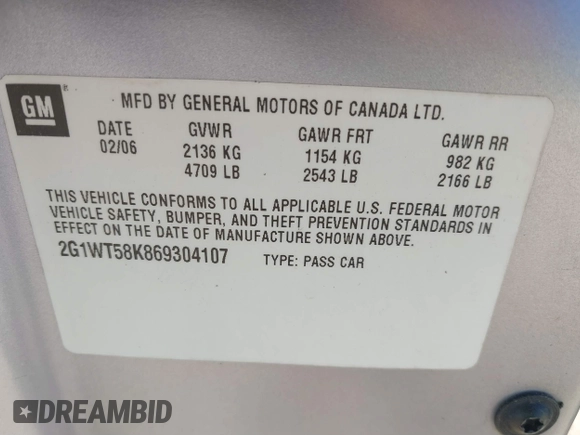 GM
MFD BY GENERAL MOTORS OF CANADA LTD.
DATE GVWR GAWR FRT GAWR RR
02/06 2136 KG 1154 KG 982 KG
4709 LB 2543 LB 2166 LB
THIS VEHICLE CONFORMS TO ALL APPLICABLE U.S. FEDERAL MOTOR
VEHICLE SAFETY, BUMPER, AND THEFT PREVENTION STANDARDS IN
EFFECT ON THE DATE OF MANUFACTURE SHOWN ABOVE.
2G1WT58K869304107 TYPE: PASS CAR
DREAMBID